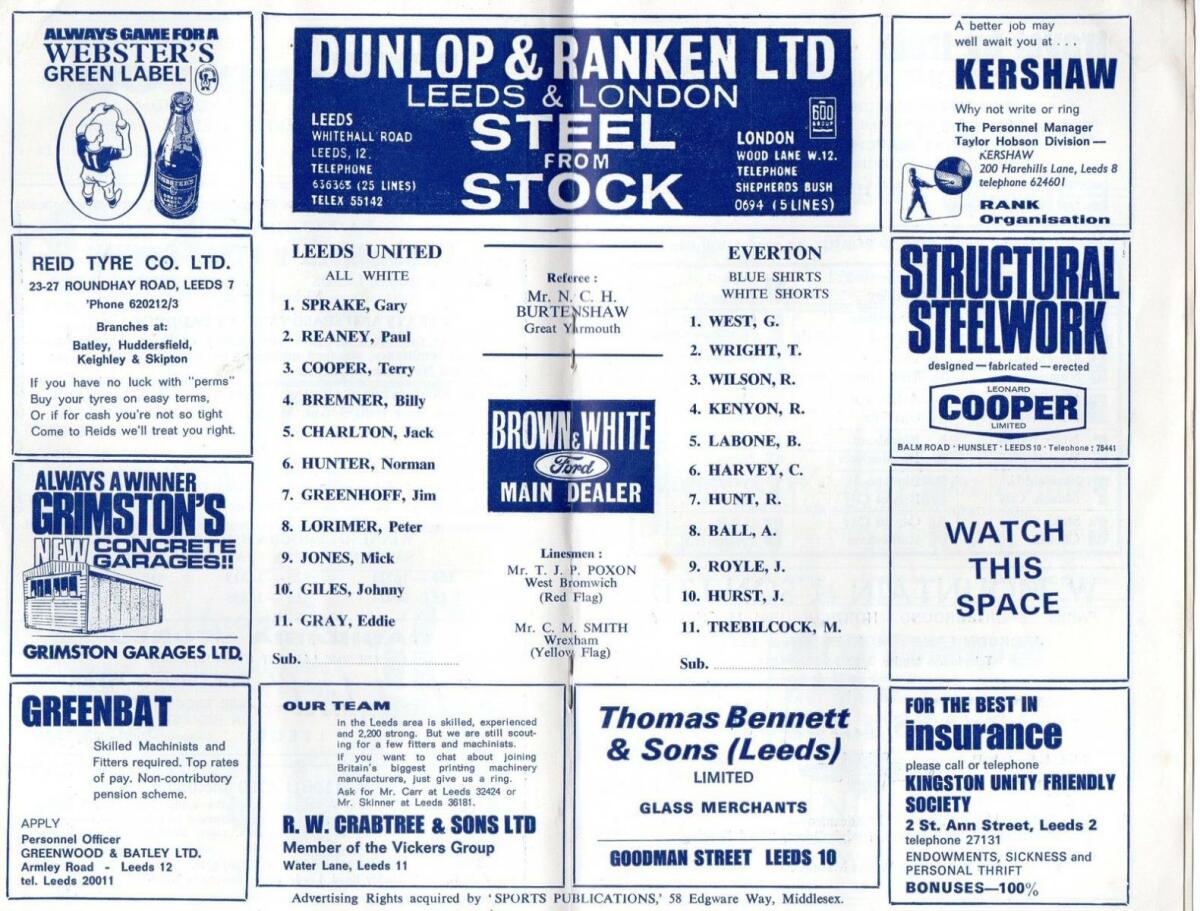 ALWAYS GAME FOR A
WEBSTER'S
GREEN LABEL
DUNLOP & RANKEN LTD
LEEDS & LONDON
STEEL
FROM
STOCK
LEEDS
WHITEHALL ROAD
LEEDS, 12.
TELEPHONE
636363 (25 LINES)
TELEX 55142
600
GROUP
LONDON
WOOD LANE W.12.
TELEPHONE
SHEPHERDS BUSH
0694 (5 LINES)
A better job may
well await you at . . .
KERSHAW
Why not write or ring
The Personnel Manager
Taylor Hobson Division —
KERSHAW
200 Harehills Lane, Leeds 8
telephone 624601
RANK
Organisation
REID TYRE CO. LTD.
23-27 ROUNDHAY ROAD, LEEDS 7
'Phone 620212/3
Branches at:
Batley, Huddersfield,
Keighley & Skipton
If you have no luck with "perms"
Buy your tyres on easy terms,
Or if for cash you're not so tight
Come to Reids we'll treat you right.
LEEDS UNITED
ALL WHITE
1. SPRAKE, Gary
2. REANEY, Paul
3. COOPER, Terry
4. BREMNER, Billy
5. CHARLTON, Jack
6. HUNTER, Norman
7. GREENHOFF, Jim
8. LORIMER, Peter
9. JONES, Mick
10. GILES, Johnny
11. GRAY, Eddie
Sub.
Referee :
Mr. N. C. H.
BURTENSHAW
Great Yarmouth
BROWN & WHITE
Ford
MAIN DEALER
Linesmen :
Mr. T. J. P. POXON
West Bromwich
(Red Flag)
Mr. C. M. SMITH
Wrexham
(Yellow Flag)
EVERTON
BLUE SHIRTS
WHITE SHORTS
1. WEST, G.
2. WRIGHT, T.
3. WILSON, R.
4. KENYON, R.
5. LABONE, B.
6. HARVEY, C.
7. HUNT, R.
8. BALL, A.
9. ROYLE, J.
10. HURST, J.
11. TREBILCOCK, M.
Sub.
STRUCTURAL
STEELWORK
designed — fabricated — erected
LEONARD
COOPER
LIMITED
BALM ROAD · HUNSLET · LEEDS 10 · Telephone : 76441
ALWAYS A WINNER
GRIMSTON'S
NEW CONCRETE
GARAGES!!
GRIMSTON GARAGES LTD.
WATCH
THIS
SPACE
GREENBAT
Skilled Machinists and
Fitters required. Top rates
of pay. Non-contributory
pension scheme.
APPLY
Personnel Officer
GREENWOOD & BATLEY LTD.
Armley Road - Leeds 12
tel. Leeds 20011
OUR TEAM
in the Leeds area is skilled, experienced
and 2,200 strong. But we are still scout-
ing for a few fitters and machinists.
If you want to chat about joining
Britain's biggest printing machinery
manufacturers, just give us a ring.
Ask for Mr. Carr at Leeds 32424 or
Mr. Skinner at Leeds 36181.
R. W. CRABTREE & SONS LTD
Member of the Vickers Group
Water Lane, Leeds 11
Thomas Bennett
& Sons (Leeds)
LIMITED
GLASS MERCHANTS
GOODMAN STREET LEEDS 10
FOR THE BEST IN
insurance
please call or telephone
KINGSTON UNITY FRIENDLY
SOCIETY
2 St. Ann Street, Leeds 2
telephone 27131
ENDOWMENTS, SICKNESS and
PERSONAL THRIFT
BONUSES—100%
Advertising Rights acquired by 'SPORTS PUBLICATIONS,' 58 Edgware Way, Middlesex.